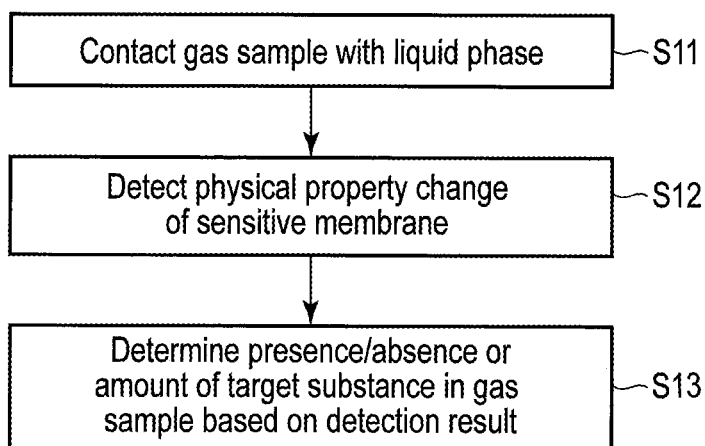 Contact gas sample with liquid phase
S11
Detect physical property change
of sensitive membrane
S12
Determine presence/absence or
amount of target substance in gas
sample based on detection result
S13